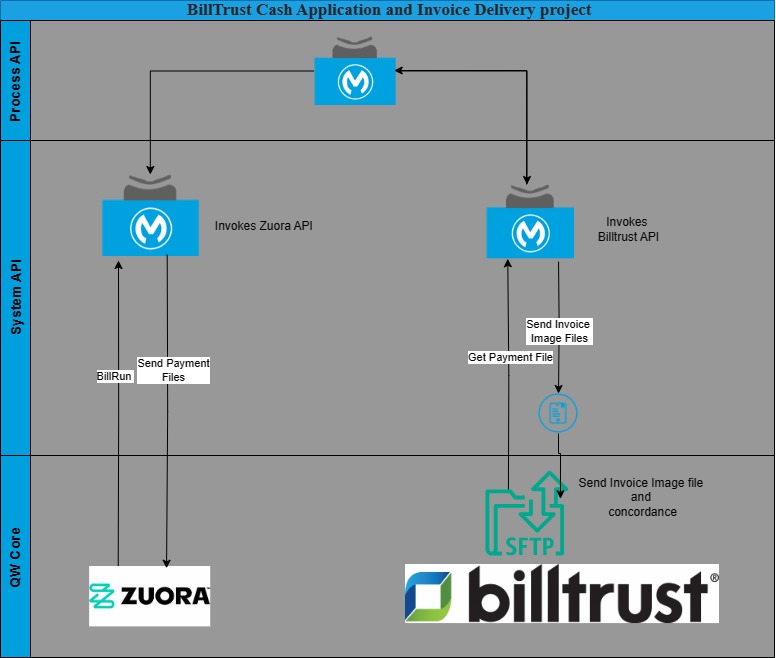 BillTrust Cash Application and Invoice Delivery project
Process API
System API
Invokes Zuora API
Invokes
Billtrust API
Send Invoice
Image Files
Get Payment File
BillRun
Send Payment
Files
QW Core
Send Invoice Image file
and
concordance
SFTP
ZUORA
billtrust®